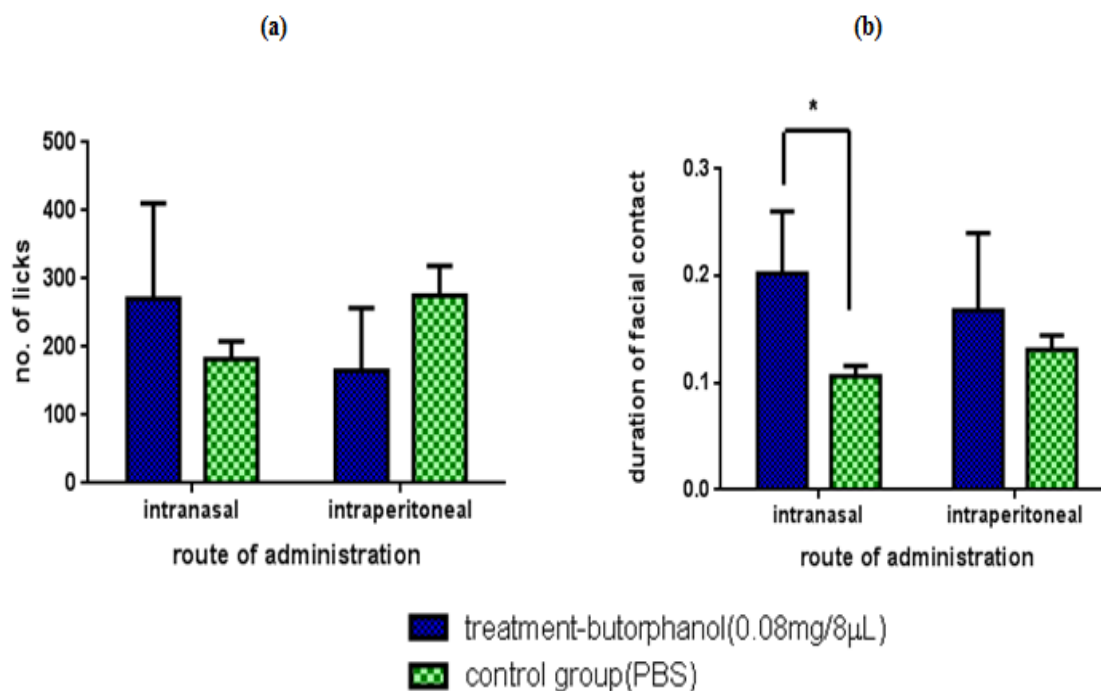 (a)
500
400
300
200
100
0
no. of licks
intranasal
intraperitoneal
route of administration
(b)
*
0.3
0.2
0.1
0.0
duration of facial contact
intranasal
intraperitoneal
route of administration
treatment-butorphanol(0.08mg/8µL)
control group(PBS)